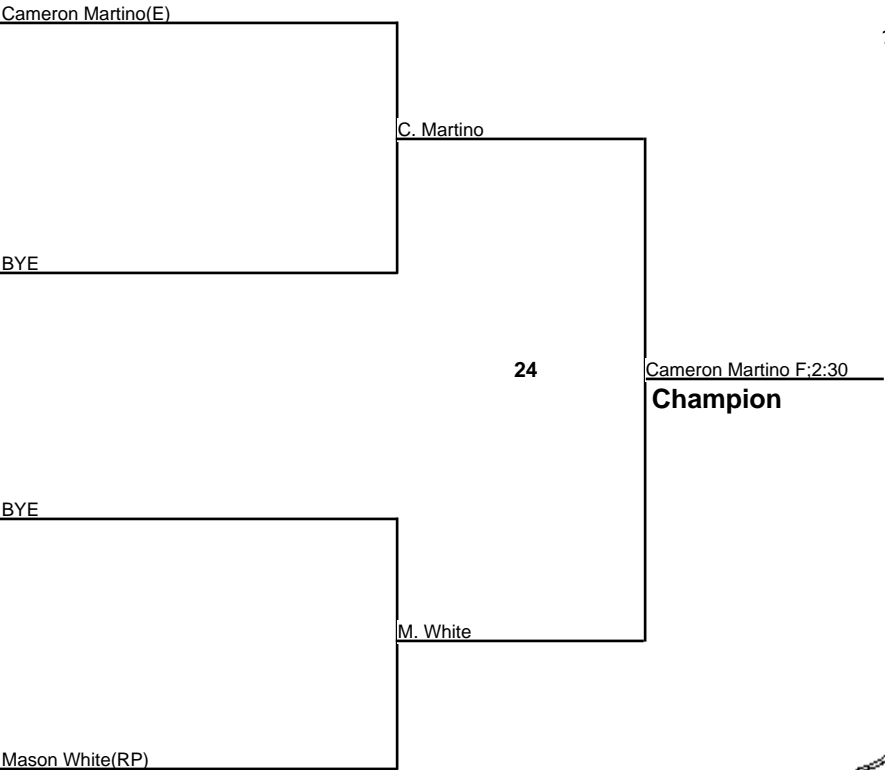 Cameron Martino(E)
C. Martino
BYE
24
Cameron Martino F;2:30
Champion
BYE
M. White
Mason White(RP)